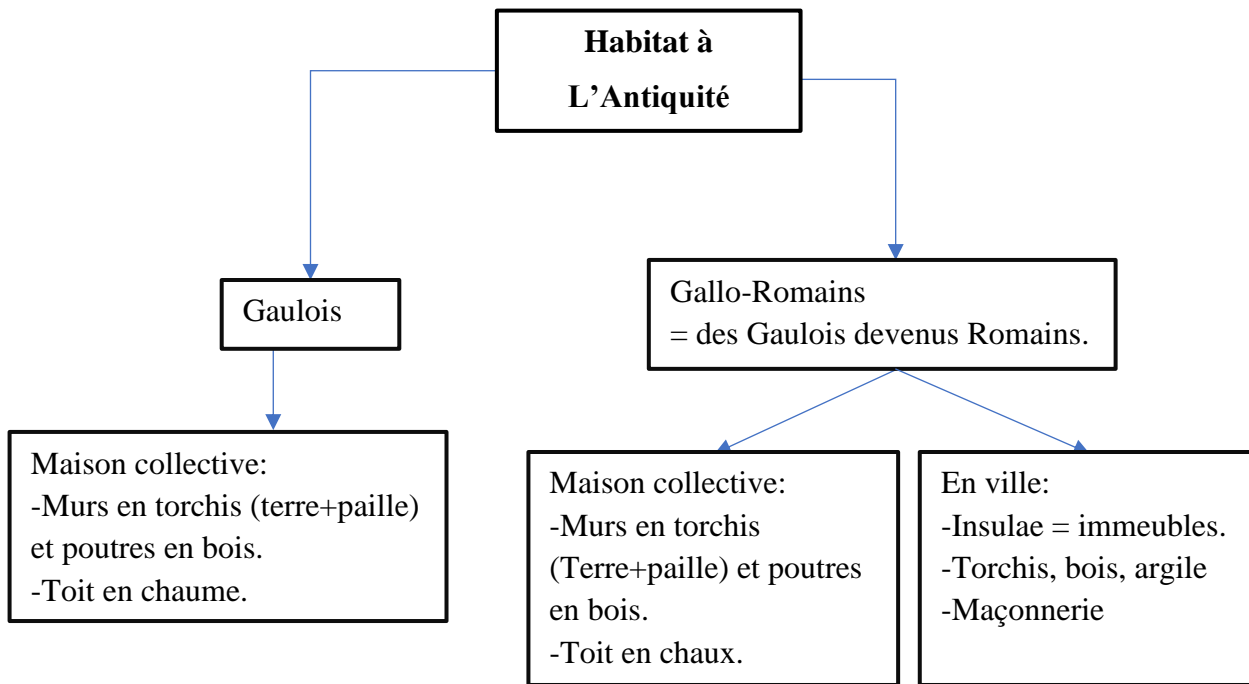 Habitat à
L’Antiquité
Gaulois
Gallo-Romains
= des Gaulois devenus Romains.
Maison collective:
-Murs en torchis (terre+paille)
et poutres en bois.
-Toit en chaume.
Maison collective:
-Murs en torchis
(Terre+paille) et poutres
en bois.
-Toit en chaux.
En ville:
-Insulae = immeubles.
-Torchis, bois, argile
-Maçonnerie